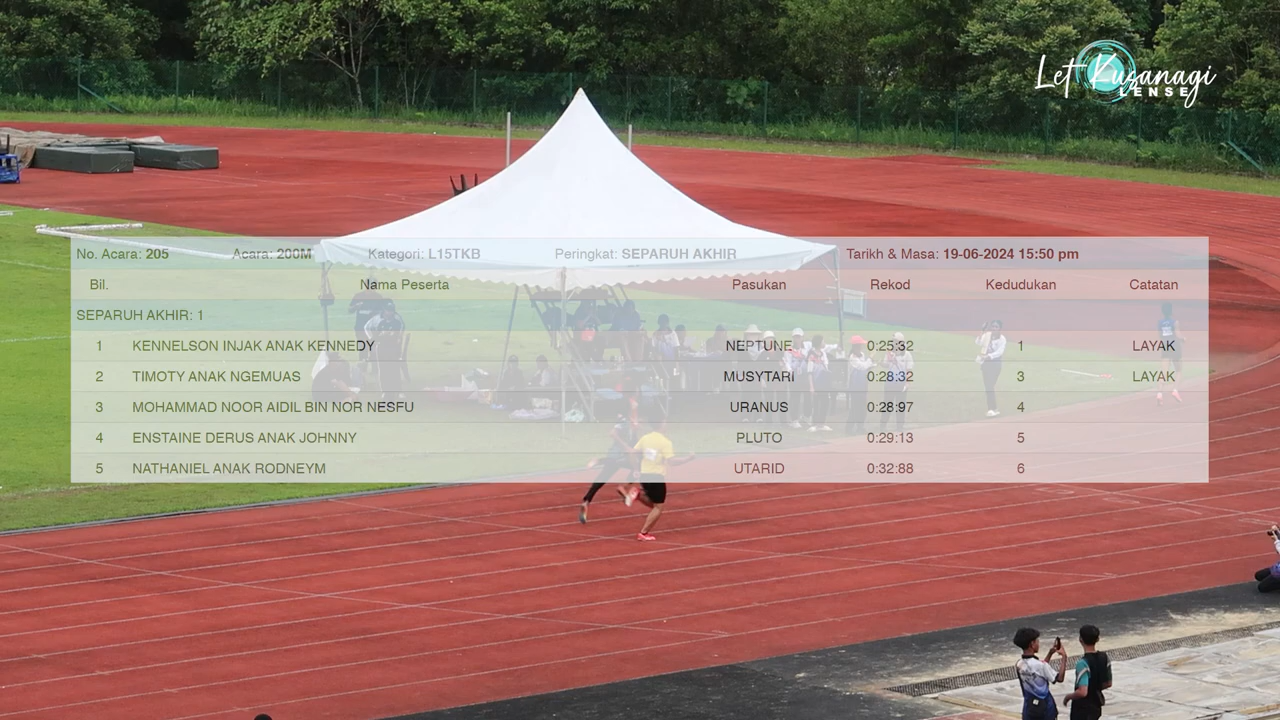 Let Kusanagi
LENSE
No. Acara: 205 Acara: 200M Kategori: L15TKB Peringkat: SEPARUH AKHIR Tarikh & Masa: 19-06-2024 15:50 pm
Bil. Nama Peserta Pasukan Rekod Kedudukan Catatan
SEPARUH AKHIR: 1
1 KENNELSON INJAK ANAK KENNEDY NEPTUNE 0:25:32 1 LAYAK
2 TIMOTY ANAK NGEMUAS MUSYTARI 0:28:32 3 LAYAK
3 MOHAMMAD NOOR AIDIL BIN NOR NESFU URANUS 0:28:97 4
4 ENSTAINE DERUS ANAK JOHNNY PLUTO 0:29:13 5
5 NATHANIEL ANAK RODNEYM UTARID 0:32:88 6